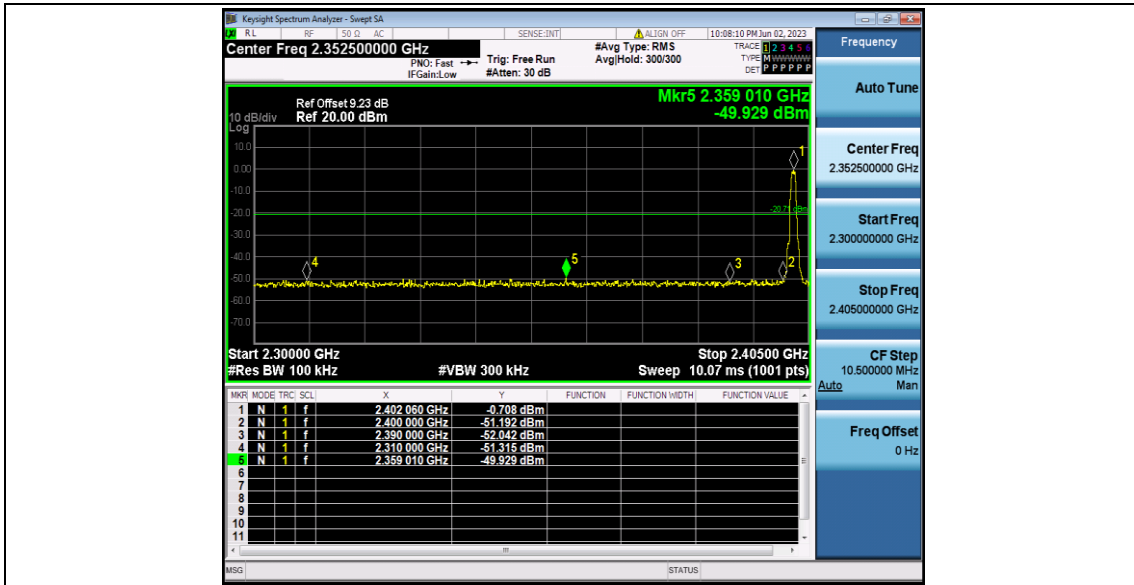 Keysight Spectrum Analyzer - Swept SA
LXI RL RF 50 Ω AC SENSE:INT ALIGN OFF 10:08:10 PM Jun 02, 2023
Center Freq 2.352500000 GHz
PNO: Fast
IFGain:Low
Trig: Free Run
#Atten: 30 dB
#Avg Type: RMS
Avg|Hold: 300/300
TRACE 1 2 3 4 5 6
TYPE M W W W W W
DET P P P P P P
Mkr5 2.359 010 GHz
-49.929 dBm
Ref Offset 9.23 dB
10 dB/div Ref 20.00 dBm
Log
10.0
0.00
-10.0
-20.0
-30.0
-40.0
-50.0
-60.0
-70.0
-20.71 dBm
1
4
5
3
2
Start 2.30000 GHz Stop 2.40500 GHz
#Res BW 100 kHz #VBW 300 kHz Sweep 10.07 ms (1001 pts)
MKR MODE TRC SCL X Y FUNCTION FUNCTION WIDTH FUNCTION VALUE
1 N 1 f 2.402 060 GHz -0.708 dBm
2 N 1 f 2.400 000 GHz -51.192 dBm
3 N 1 f 2.390 000 GHz -52.042 dBm
4 N 1 f 2.310 000 GHz -51.315 dBm
5 N 1 f 2.359 010 GHz -49.929 dBm
6
7
8
9
10
11
MSG STATUS
Frequency
Auto Tune
Center Freq
2.352500000 GHz
Start Freq
2.300000000 GHz
Stop Freq
2.405000000 GHz
CF Step
10.500000 MHz
Auto Man
Freq Offset
0 Hz